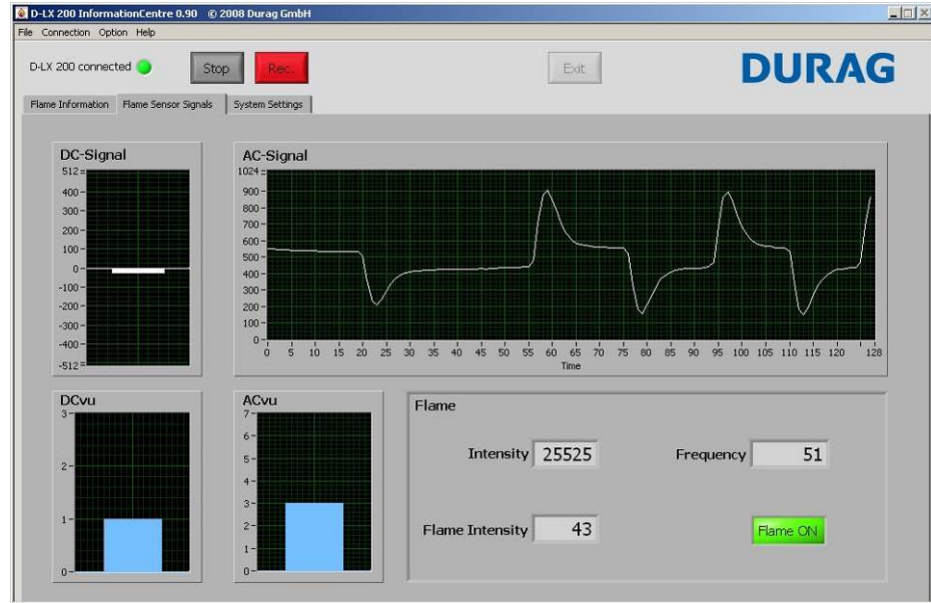 D-LX 200 InformationCentre 0.90 © 2008 Durag GmbH
File Connection Option Help
D-LX 200 connected
Stop
Rec.
Exit
DURAG
Flame Information
Flame Sensor Signals
System Settings
DC-Signal
512
400
300
200
100
0
-100
-200
-300
-400
-512
AC-Signal
1024
900
800
700
600
500
400
300
200
100
0
0 5 10 15 20 25 30 35 40 45 50 55 60 65 70 75 80 85 90 95 100 105 110 115 120 128
Time
DCvu
3
2
1
0
ACvu
7
6
5
4
3
2
1
0
Flame
Intensity 25525
Frequency 51
Flame Intensity 43
Flame ON